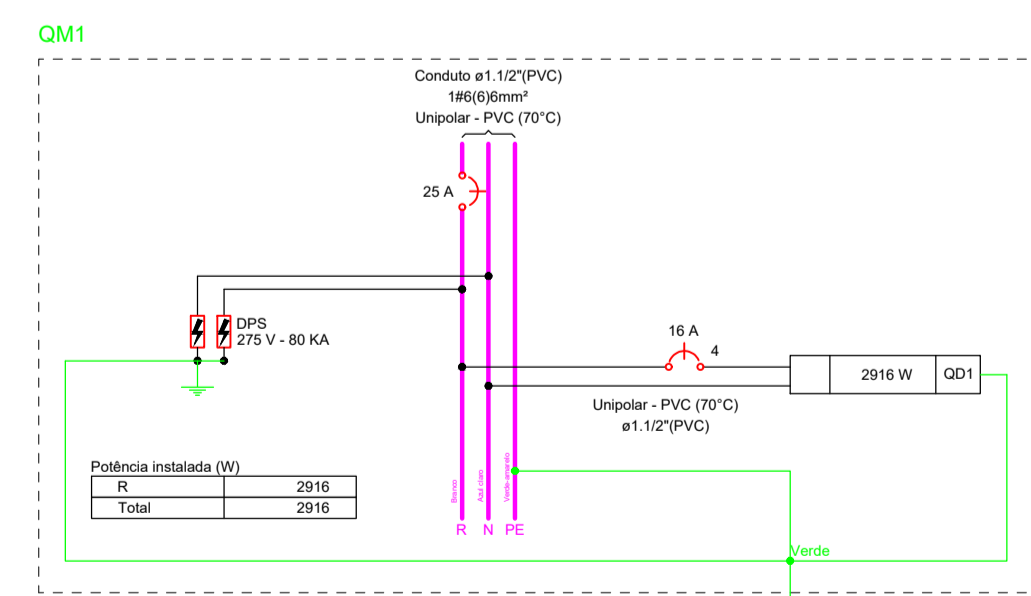 QM1
Conduto ø1.1/2"(PVC)
1#6(6)6mm²
Unipolar - PVC (70°C)
25 A
DPS
275 V - 80 KA
16 A
4
2916 W
QD1
Unipolar - PVC (70°C)
ø1.1/2"(PVC)
Potência instalada (W)
R 2916
Total 2916
Branco
Azul claro
Verde-amarelo
R N PE
Verde